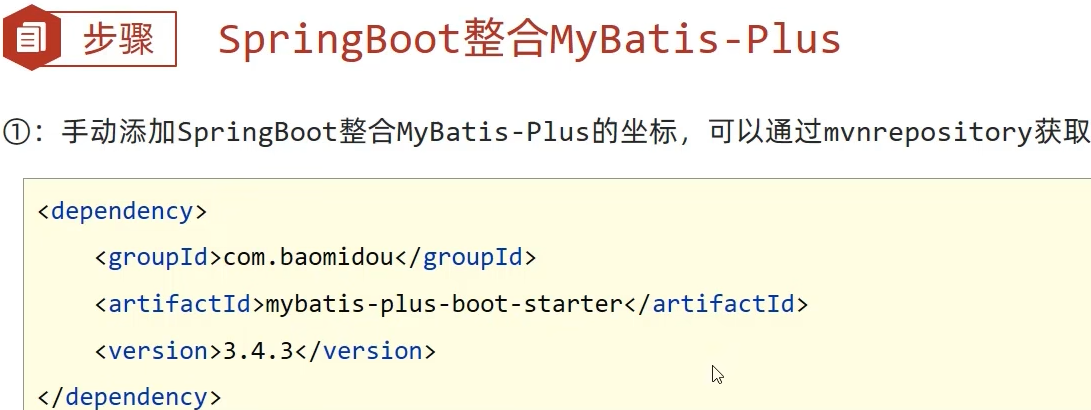 步骤
SpringBoot整合MyBatis-Plus
①：手动添加SpringBoot整合MyBatis-Plus的坐标，可以通过mvnrepository获取
<dependency>
    <groupId>com.baomidou</groupId>
    <artifactId>mybatis-plus-boot-starter</artifactId>
    <version>3.4.3</version>
</dependency>